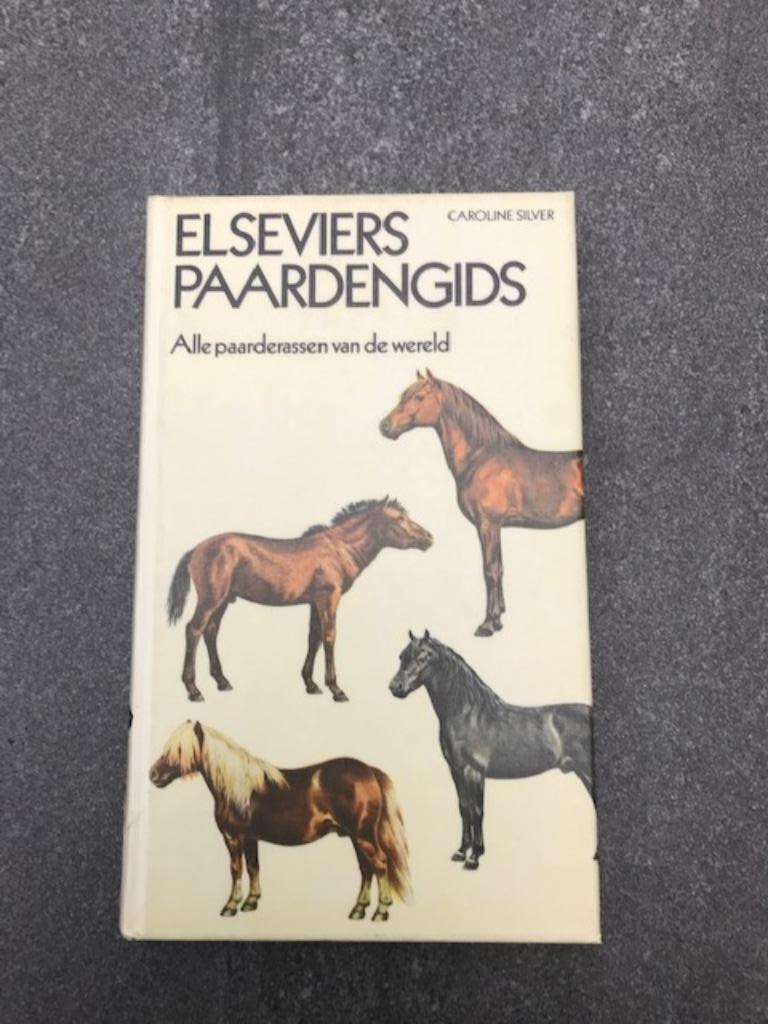 ELSEVIERS
PAARDENGIDS
CAROLINE SILVER
Alle paarderassen van de wereld